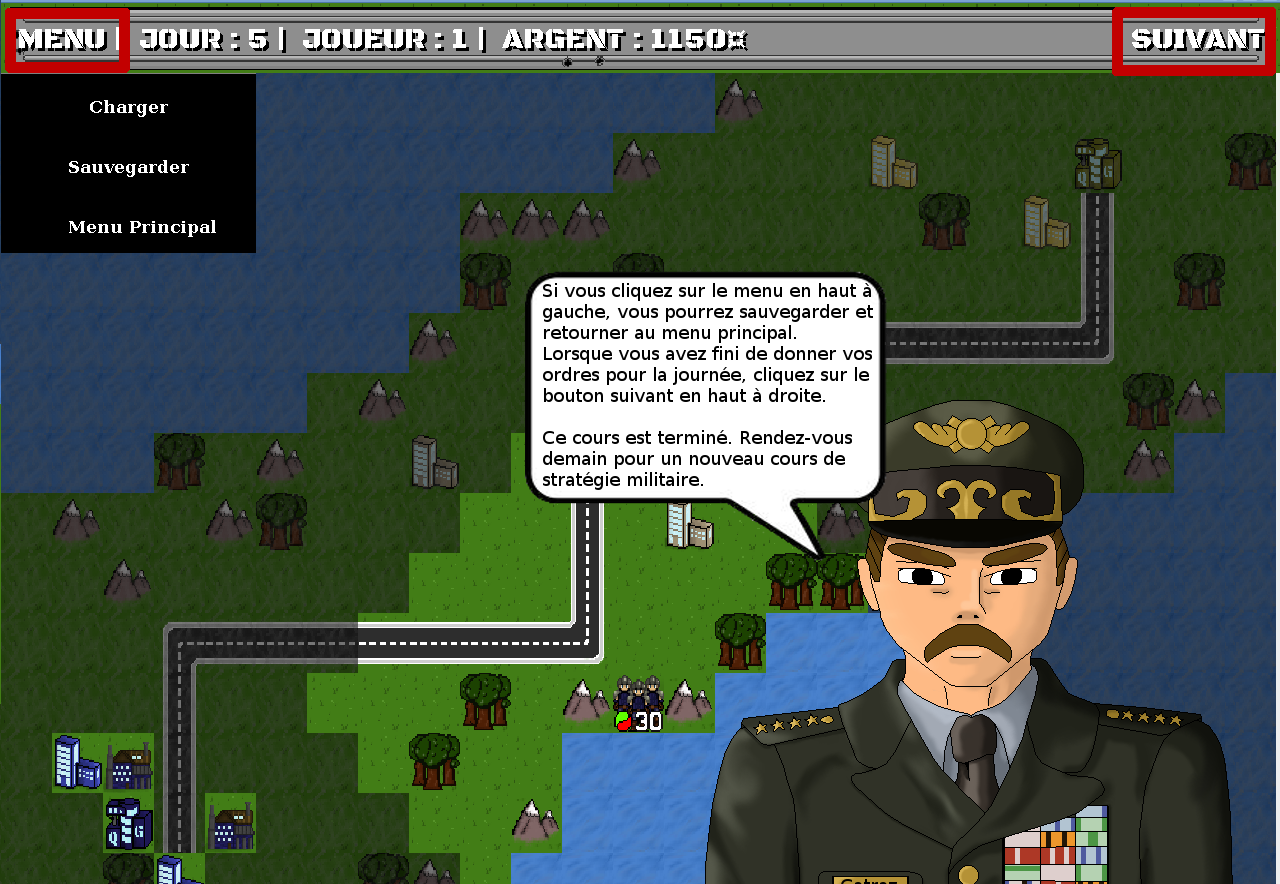 MENU | JOUR : 5 | JOUEUR : 1 | ARGENT : 1150¤ SUIVANT
Charger
Sauvegarder
Menu Principal
Si vous cliquez sur le menu en haut à
gauche, vous pourrez sauvegarder et
retourner au menu principal.
Lorsque vous avez fini de donner vos
ordres pour la journée, cliquez sur le
bouton suivant en haut à droite.
Ce cours est terminé. Rendez-vous
demain pour un nouveau cours de
stratégie militaire.
30